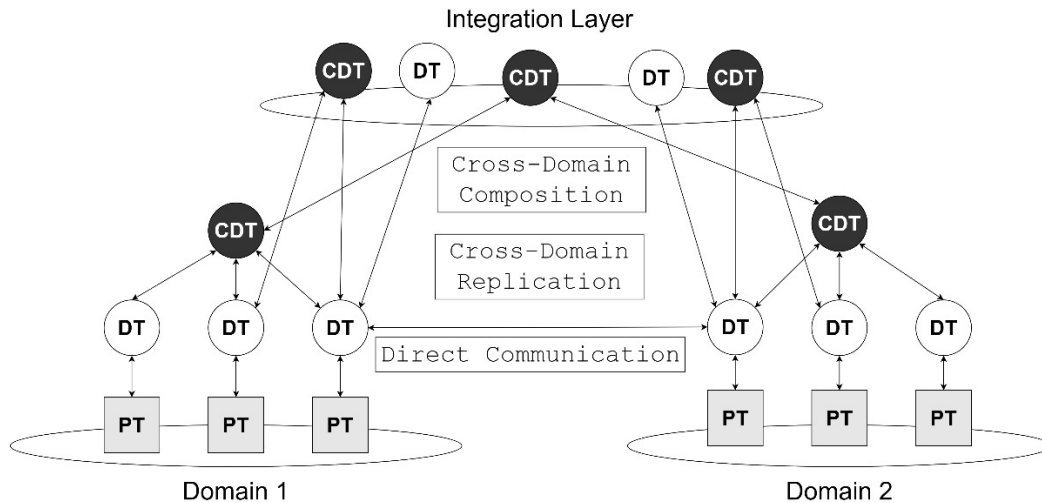 Integration Layer
CDT
DT
CDT
DT
CDT
Cross-Domain
Composition
CDT
CDT
Cross-Domain
Replication
DT
DT
DT
DT
DT
DT
Direct Communication
PT
PT
PT
PT
PT
PT
Domain 1
Domain 2